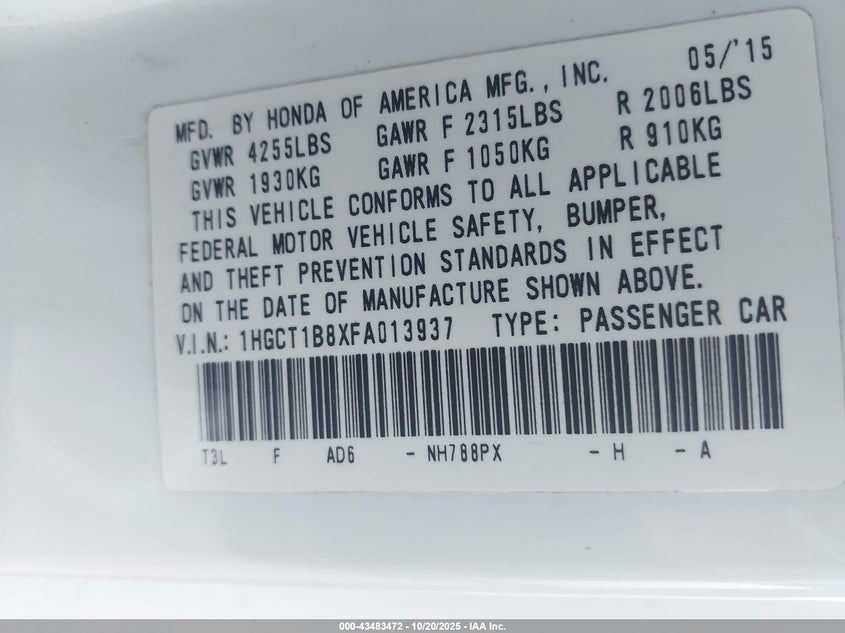 05/'15
MFD. BY HONDA OF AMERICA MFG., INC.
GVWR 4255LBS GAWR F 2315LBS R 2006LBS
GVWR 1930KG GAWR F 1050KG R 910KG
THIS VEHICLE CONFORMS TO ALL APPLICABLE
FEDERAL MOTOR VEHICLE SAFETY, BUMPER,
AND THEFT PREVENTION STANDARDS IN EFFECT
ON THE DATE OF MANUFACTURE SHOWN ABOVE.
V.I.N.: 1HGCT1B8XFA013937 TYPE: PASSENGER CAR
T3L F AD6 - NH788PX - H - A
000-43483472 - 10/20/2025 - IAA Inc.